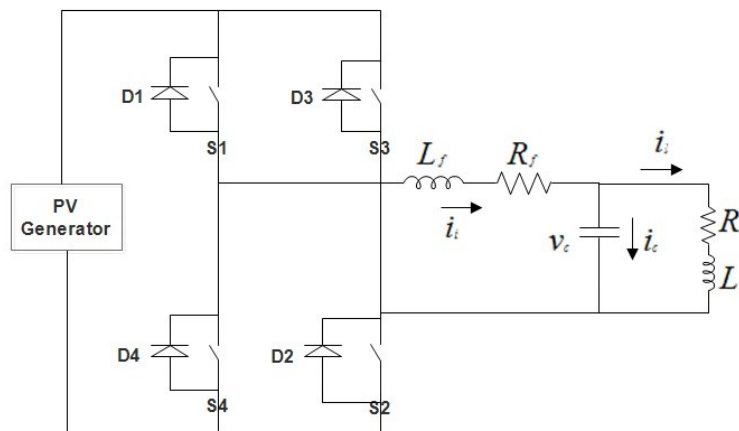 D1
S1
D3
S3
PV
Generator
L_f
R_f
i_i
i_l
v_c
i_c
R
L
D4
S4
D2
S2